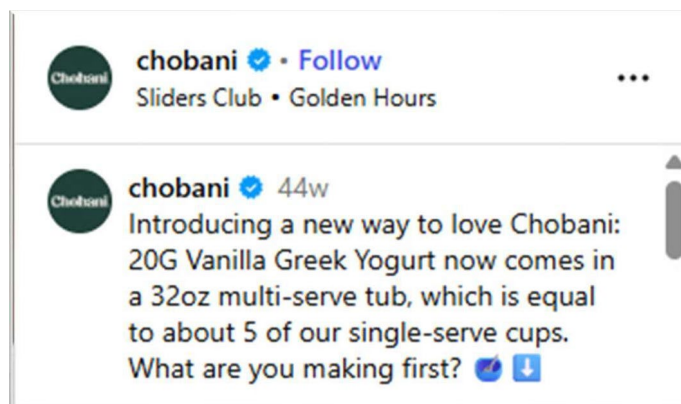 Chobani
chobani • Follow
Sliders Club • Golden Hours
Chobani
chobani 44w
Introducing a new way to love Chobani:
20G Vanilla Greek Yogurt now comes in
a 32oz multi-serve tub, which is equal
to about 5 of our single-serve cups.
What are you making first? 🥣⬇️